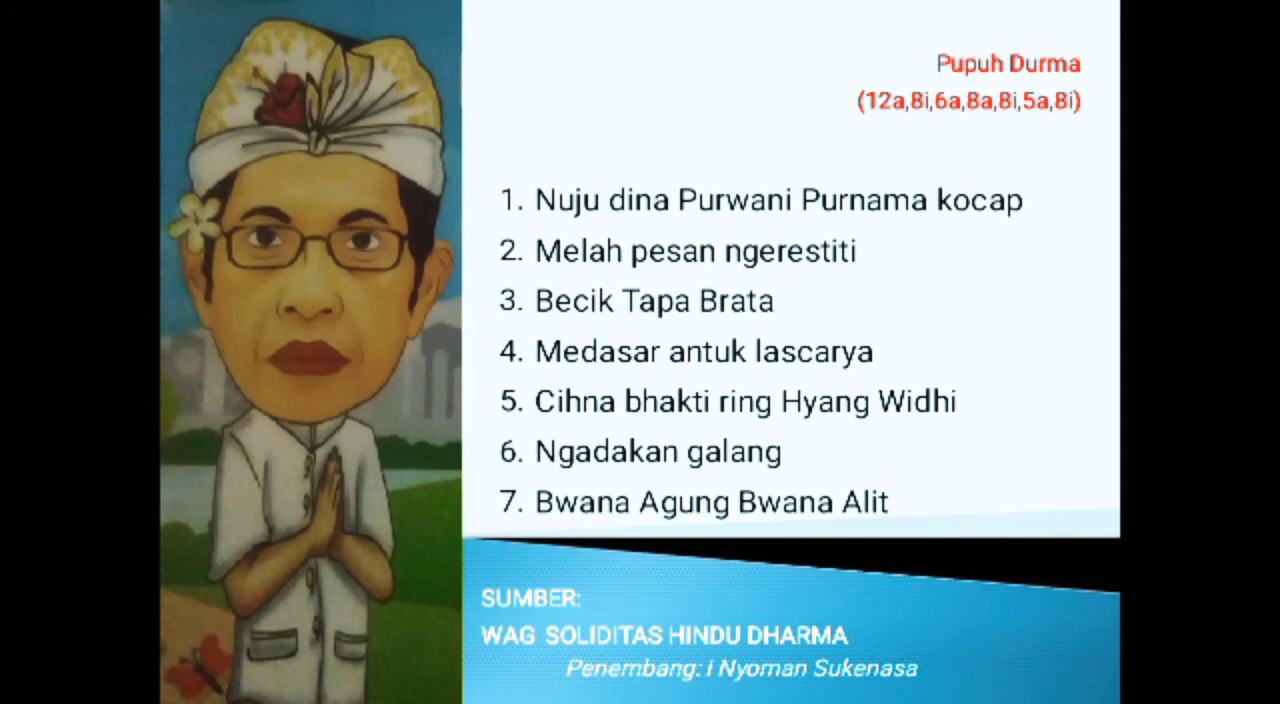 Pupuh Durma
(12a,8i,6a,8a,8i,5a,8i)
1. Nuju dina Purwani Purnama kocap
2. Melah pesan ngerestiti
3. Becik Tapa Brata
4. Medasar antuk lascarya
5. Cihna bhakti ring Hyang Widhi
6. Ngadakan galang
7. Bwana Agung Bwana Alit
SUMBER:
WAG SOLIDITAS HINDU DHARMA
Penembang: I Nyoman Sukenasa